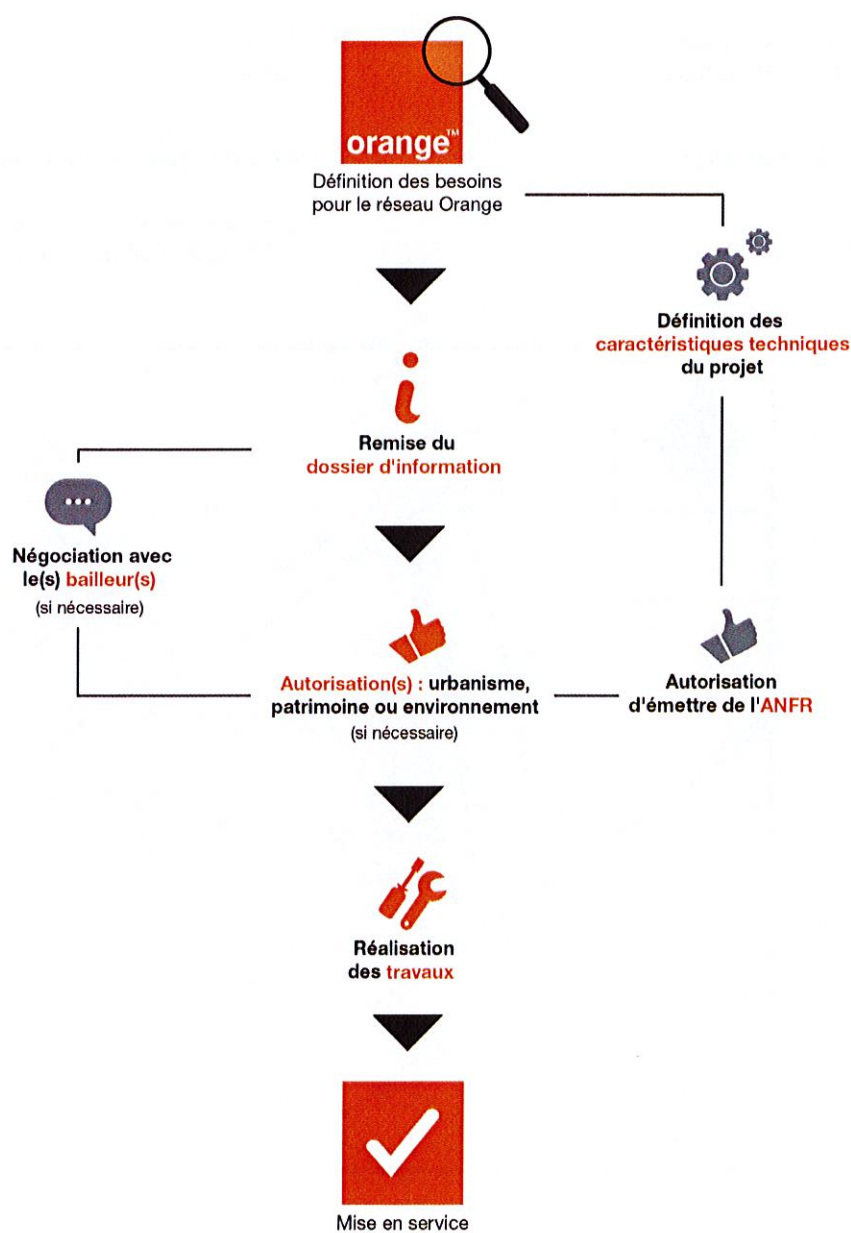 orange™
Définition des besoins
pour le réseau Orange
Définition des
caractéristiques techniques
du projet
Remise du
dossier d'information
Négociation avec
le(s) bailleur(s)
(si nécessaire)
Autorisation(s) : urbanisme,
patrimoine ou environnement
(si nécessaire)
Autorisation
d'émettre de l'ANFR
Réalisation
des travaux
Mise en service